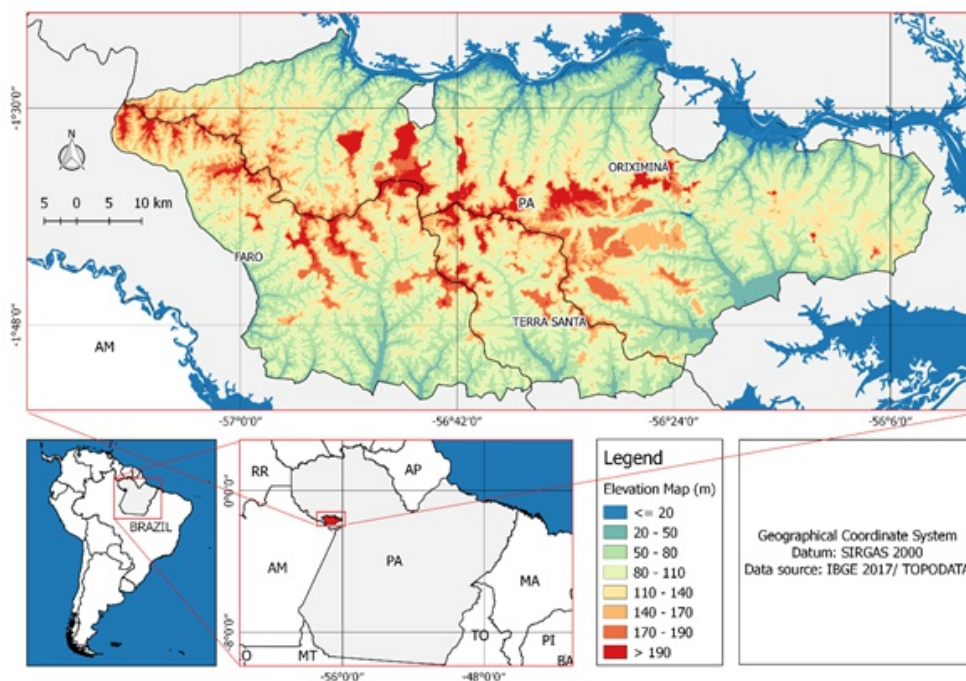 -1°30'0"
N
5 0 5 10 km
ORIXIMINÁ
PA
FARO
TERRA SANTA
-1°48'0"
AM
-57°0'0" -56°42'0" -56°24'0" -56°6'0"
BRAZIL
RR
AP
0°0'0"
AM
PA
MA
TO
PI
BA
O
MT
-8°0'0"
-56°0'0" -48°0'0"
Legend
Elevation Map (m)
<= 20
20 - 50
50 - 80
80 - 110
110 - 140
140 - 170
170 - 190
> 190
Geographical Coordinate System
Datum: SIRGAS 2000
Data source: IBGE 2017/ TOPODATA